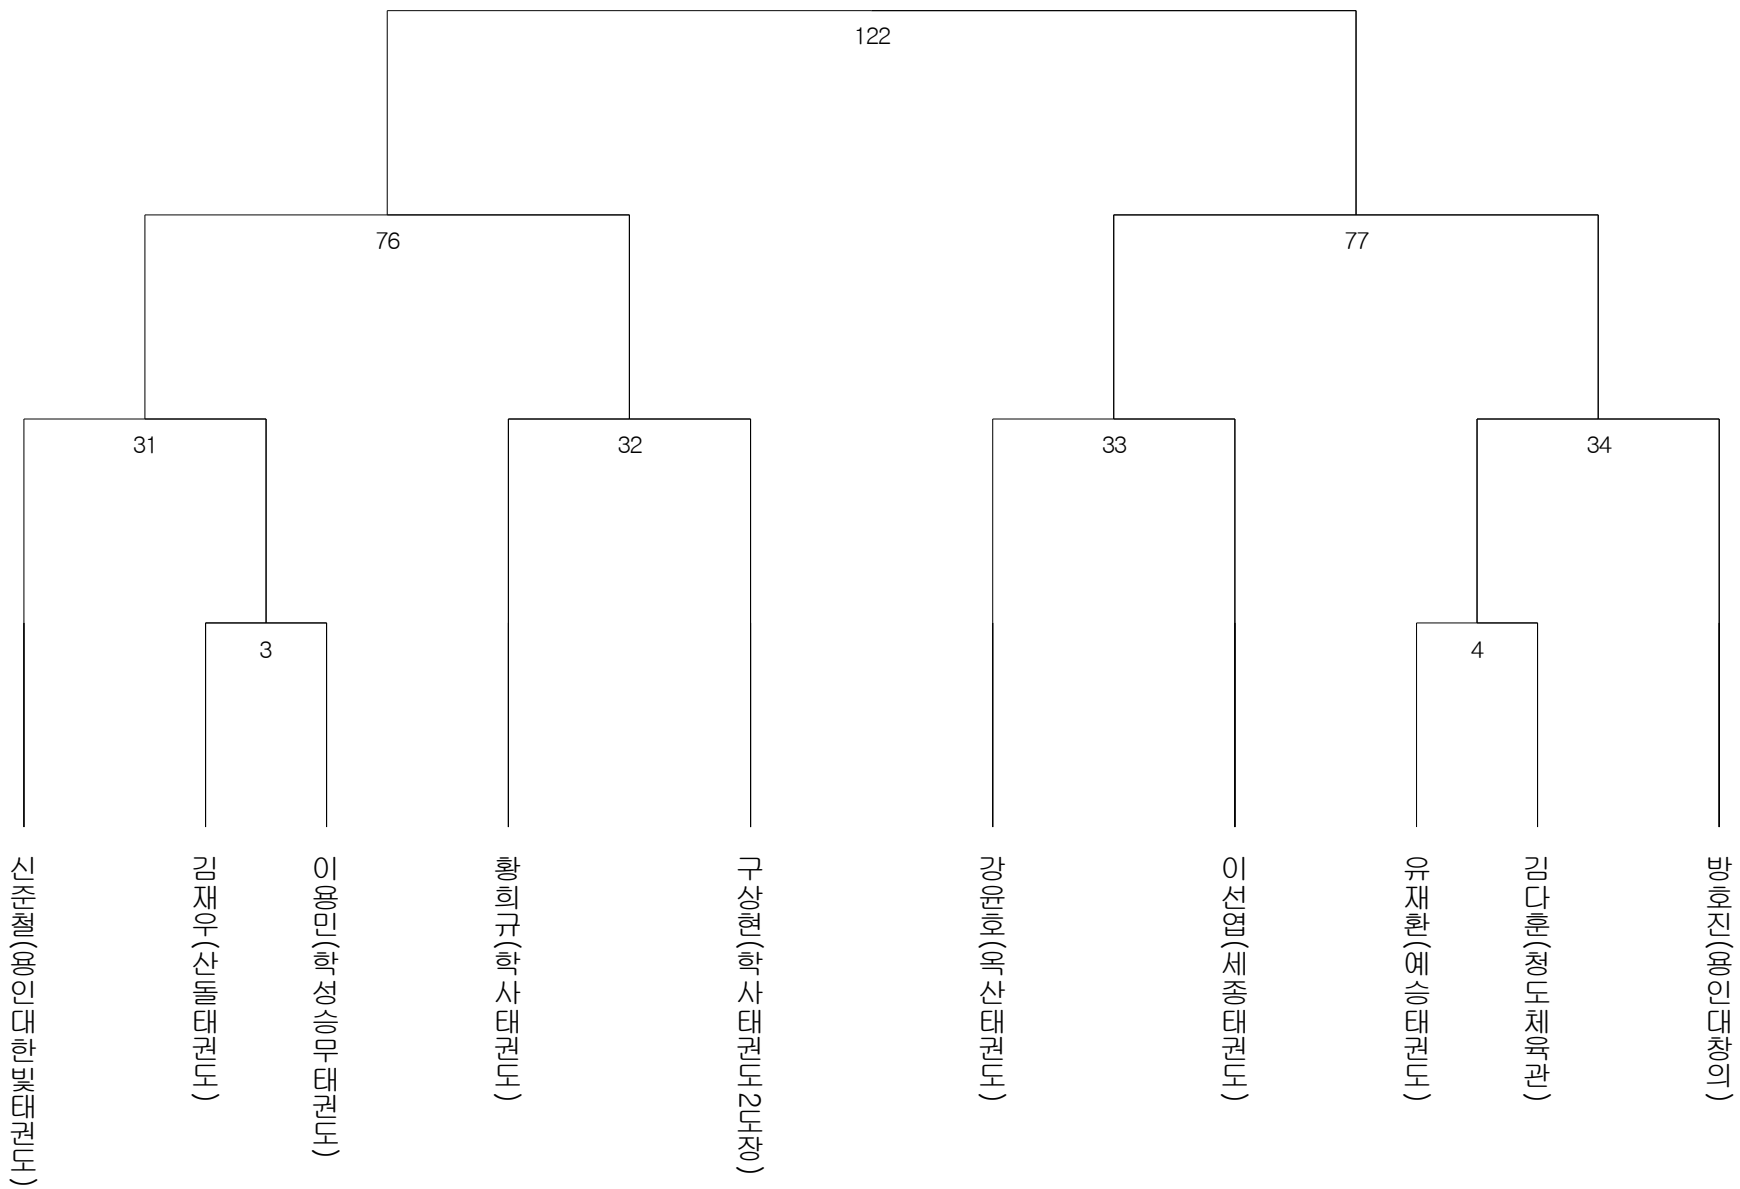 122
76
77
31
32
33
34
3
4
신준철(용인대한빛태권도)
김재우(산돌태권도)
이용민(학성승무태권도)
황희규(학사태권도)
구상현(학사태권도2도장)
강윤호(옥산태권도)
이선엽(세종태권도)
유재환(예승태권도)
김다훈(청도체육관)
방호진(용인대창의)